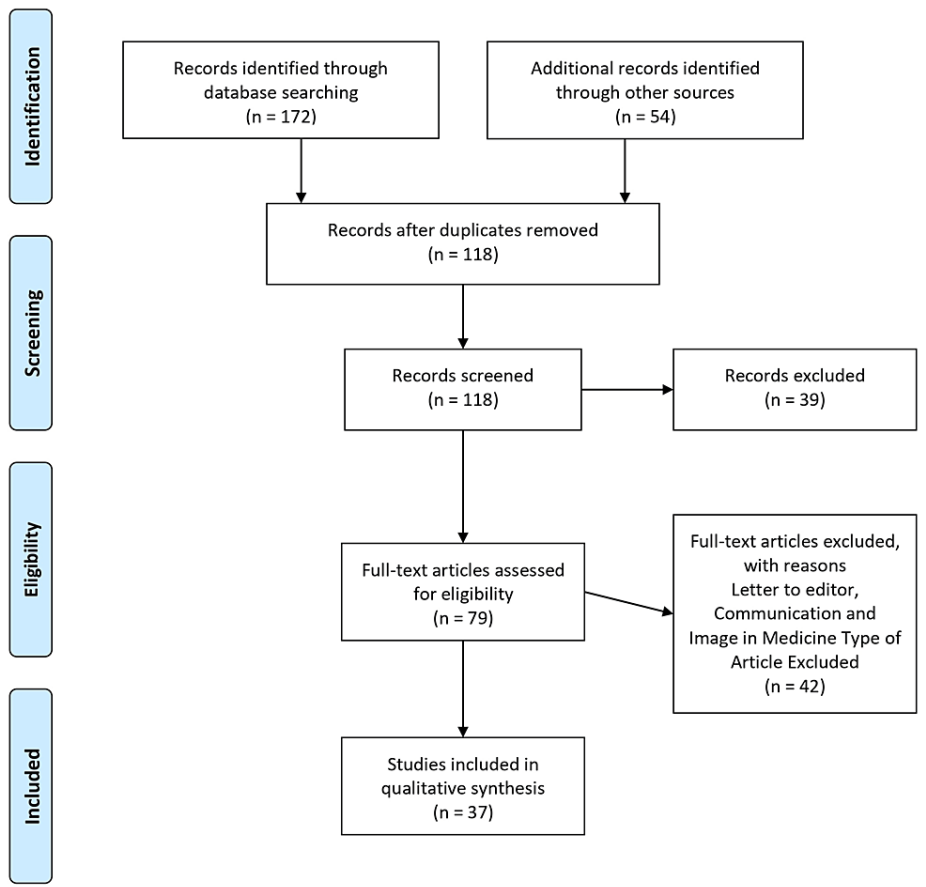 Identification
Records identified through
database searching
(n = 172)
Additional records identified
through other sources
(n = 54)
Records after duplicates removed
(n = 118)
Screening
Records screened
(n = 118)
Records excluded
(n = 39)
Eligibility
Full-text articles assessed
for eligibility
(n = 79)
Full-text articles excluded,
with reasons
Letter to editor,
Communication and
Image in Medicine Type of
Article Excluded
(n = 42)
Included
Studies included in
qualitative synthesis
(n = 37)